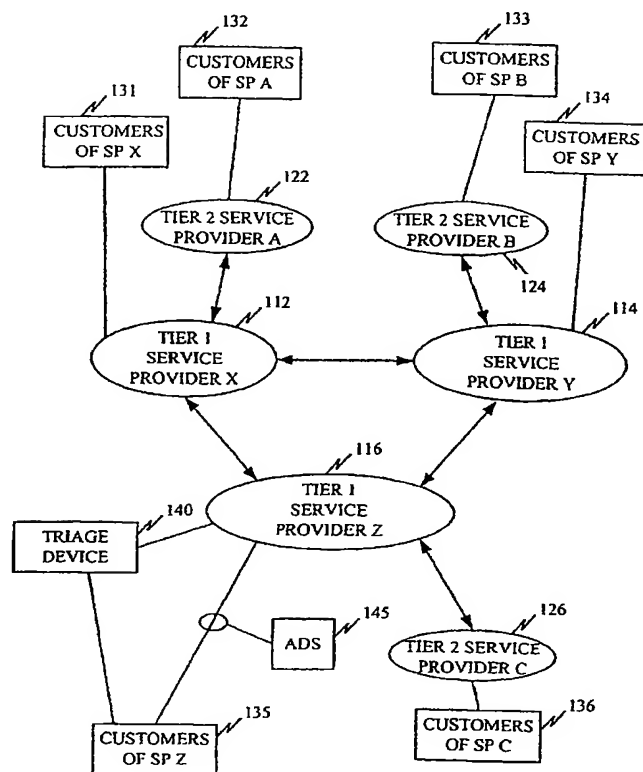 132
CUSTOMERS
OF SP A
133
CUSTOMERS
OF SP B
131
CUSTOMERS
OF SP X
134
CUSTOMERS
OF SP Y
122
TIER 2 SERVICE
PROVIDER A
TIER 2 SERVICE
PROVIDER B
124
112
TIER 1
SERVICE
PROVIDER X
114
TIER 1
SERVICE
PROVIDER Y
116
TIER 1
SERVICE
PROVIDER Z
140
TRIAGE
DEVICE
145
ADS
126
TIER 2 SERVICE
PROVIDER C
135
CUSTOMERS
OF SP Z
136
CUSTOMERS
OF SP C